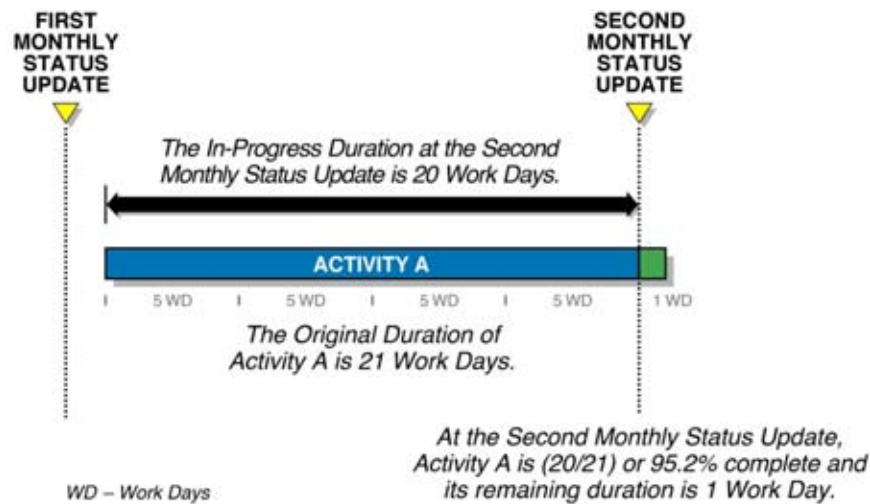 FIRST
MONTHLY
STATUS
UPDATE
SECOND
MONTHLY
STATUS
UPDATE
The In-Progress Duration at the Second
Monthly Status Update is 20 Work Days.
ACTIVITY A
5 WD 5 WD 5 WD 5 WD 1 WD
The Original Duration of
Activity A is 21 Work Days.
At the Second Monthly Status Update,
Activity A is (20/21) or 95.2% complete and
its remaining duration is 1 Work Day.
WD – Work Days